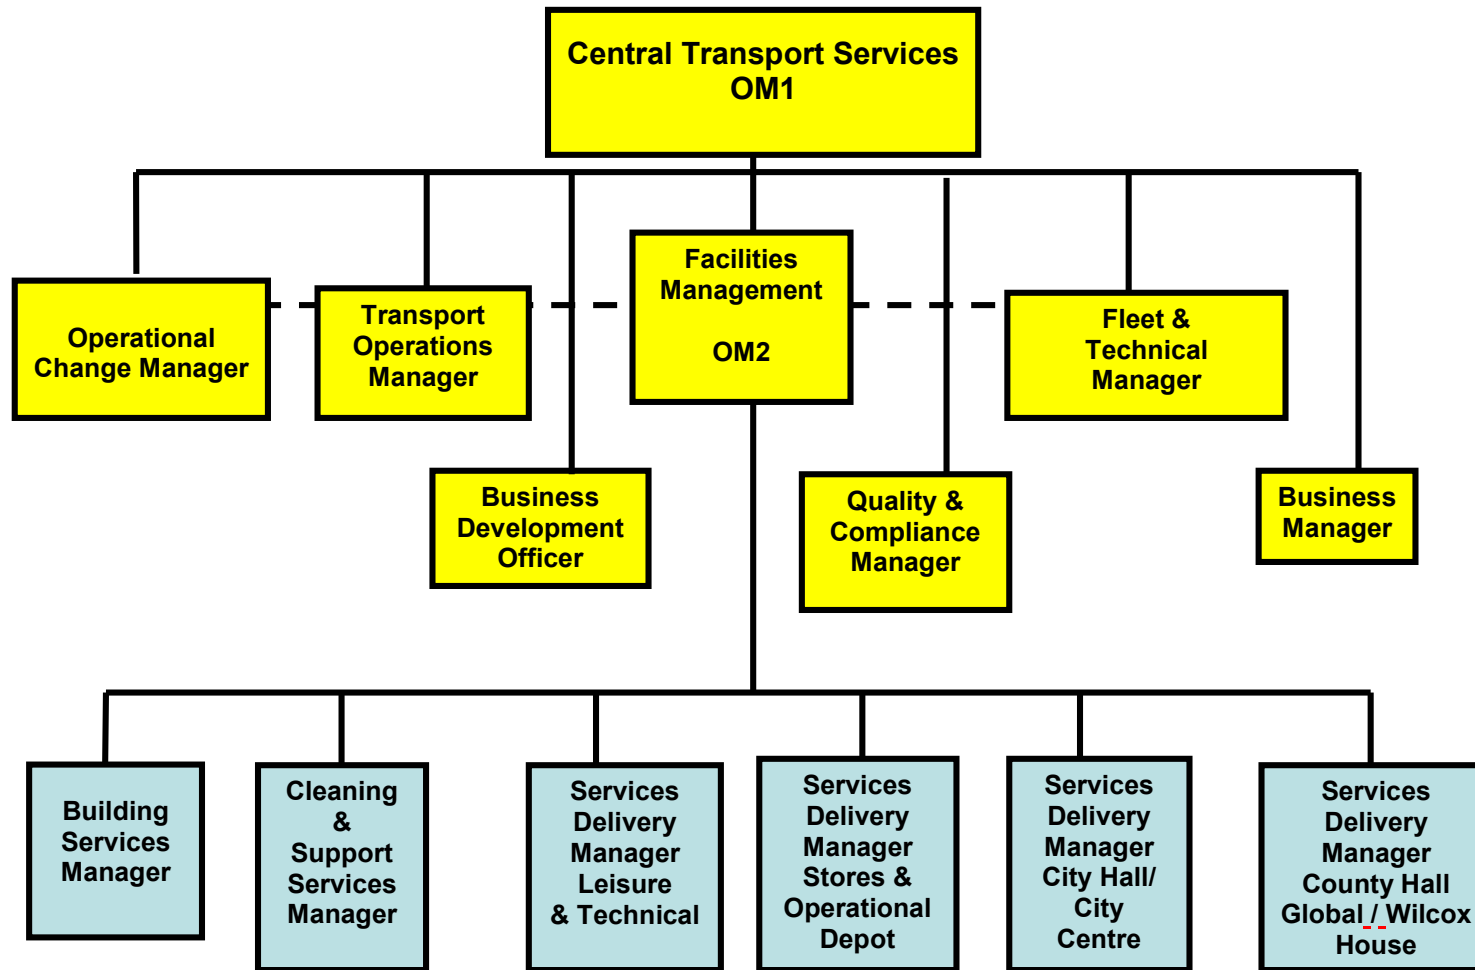 Central Transport Services
OM1
Facilities
Management
OM2
Operational
Change Manager
Transport
Operations
Manager
Fleet &
Technical
Manager
Business
Development
Officer
Quality &
Compliance
Manager
Business
Manager
Building
Services
Manager
Cleaning
&
Support
Services
Manager
Services
Delivery
Manager
Leisure
& Technical
Services
Delivery
Manager
Stores &
Operational
Depot
Services
Delivery
Manager
City Hall/
City
Centre
Services
Delivery
Manager
County Hall
Global / Wilcox
House